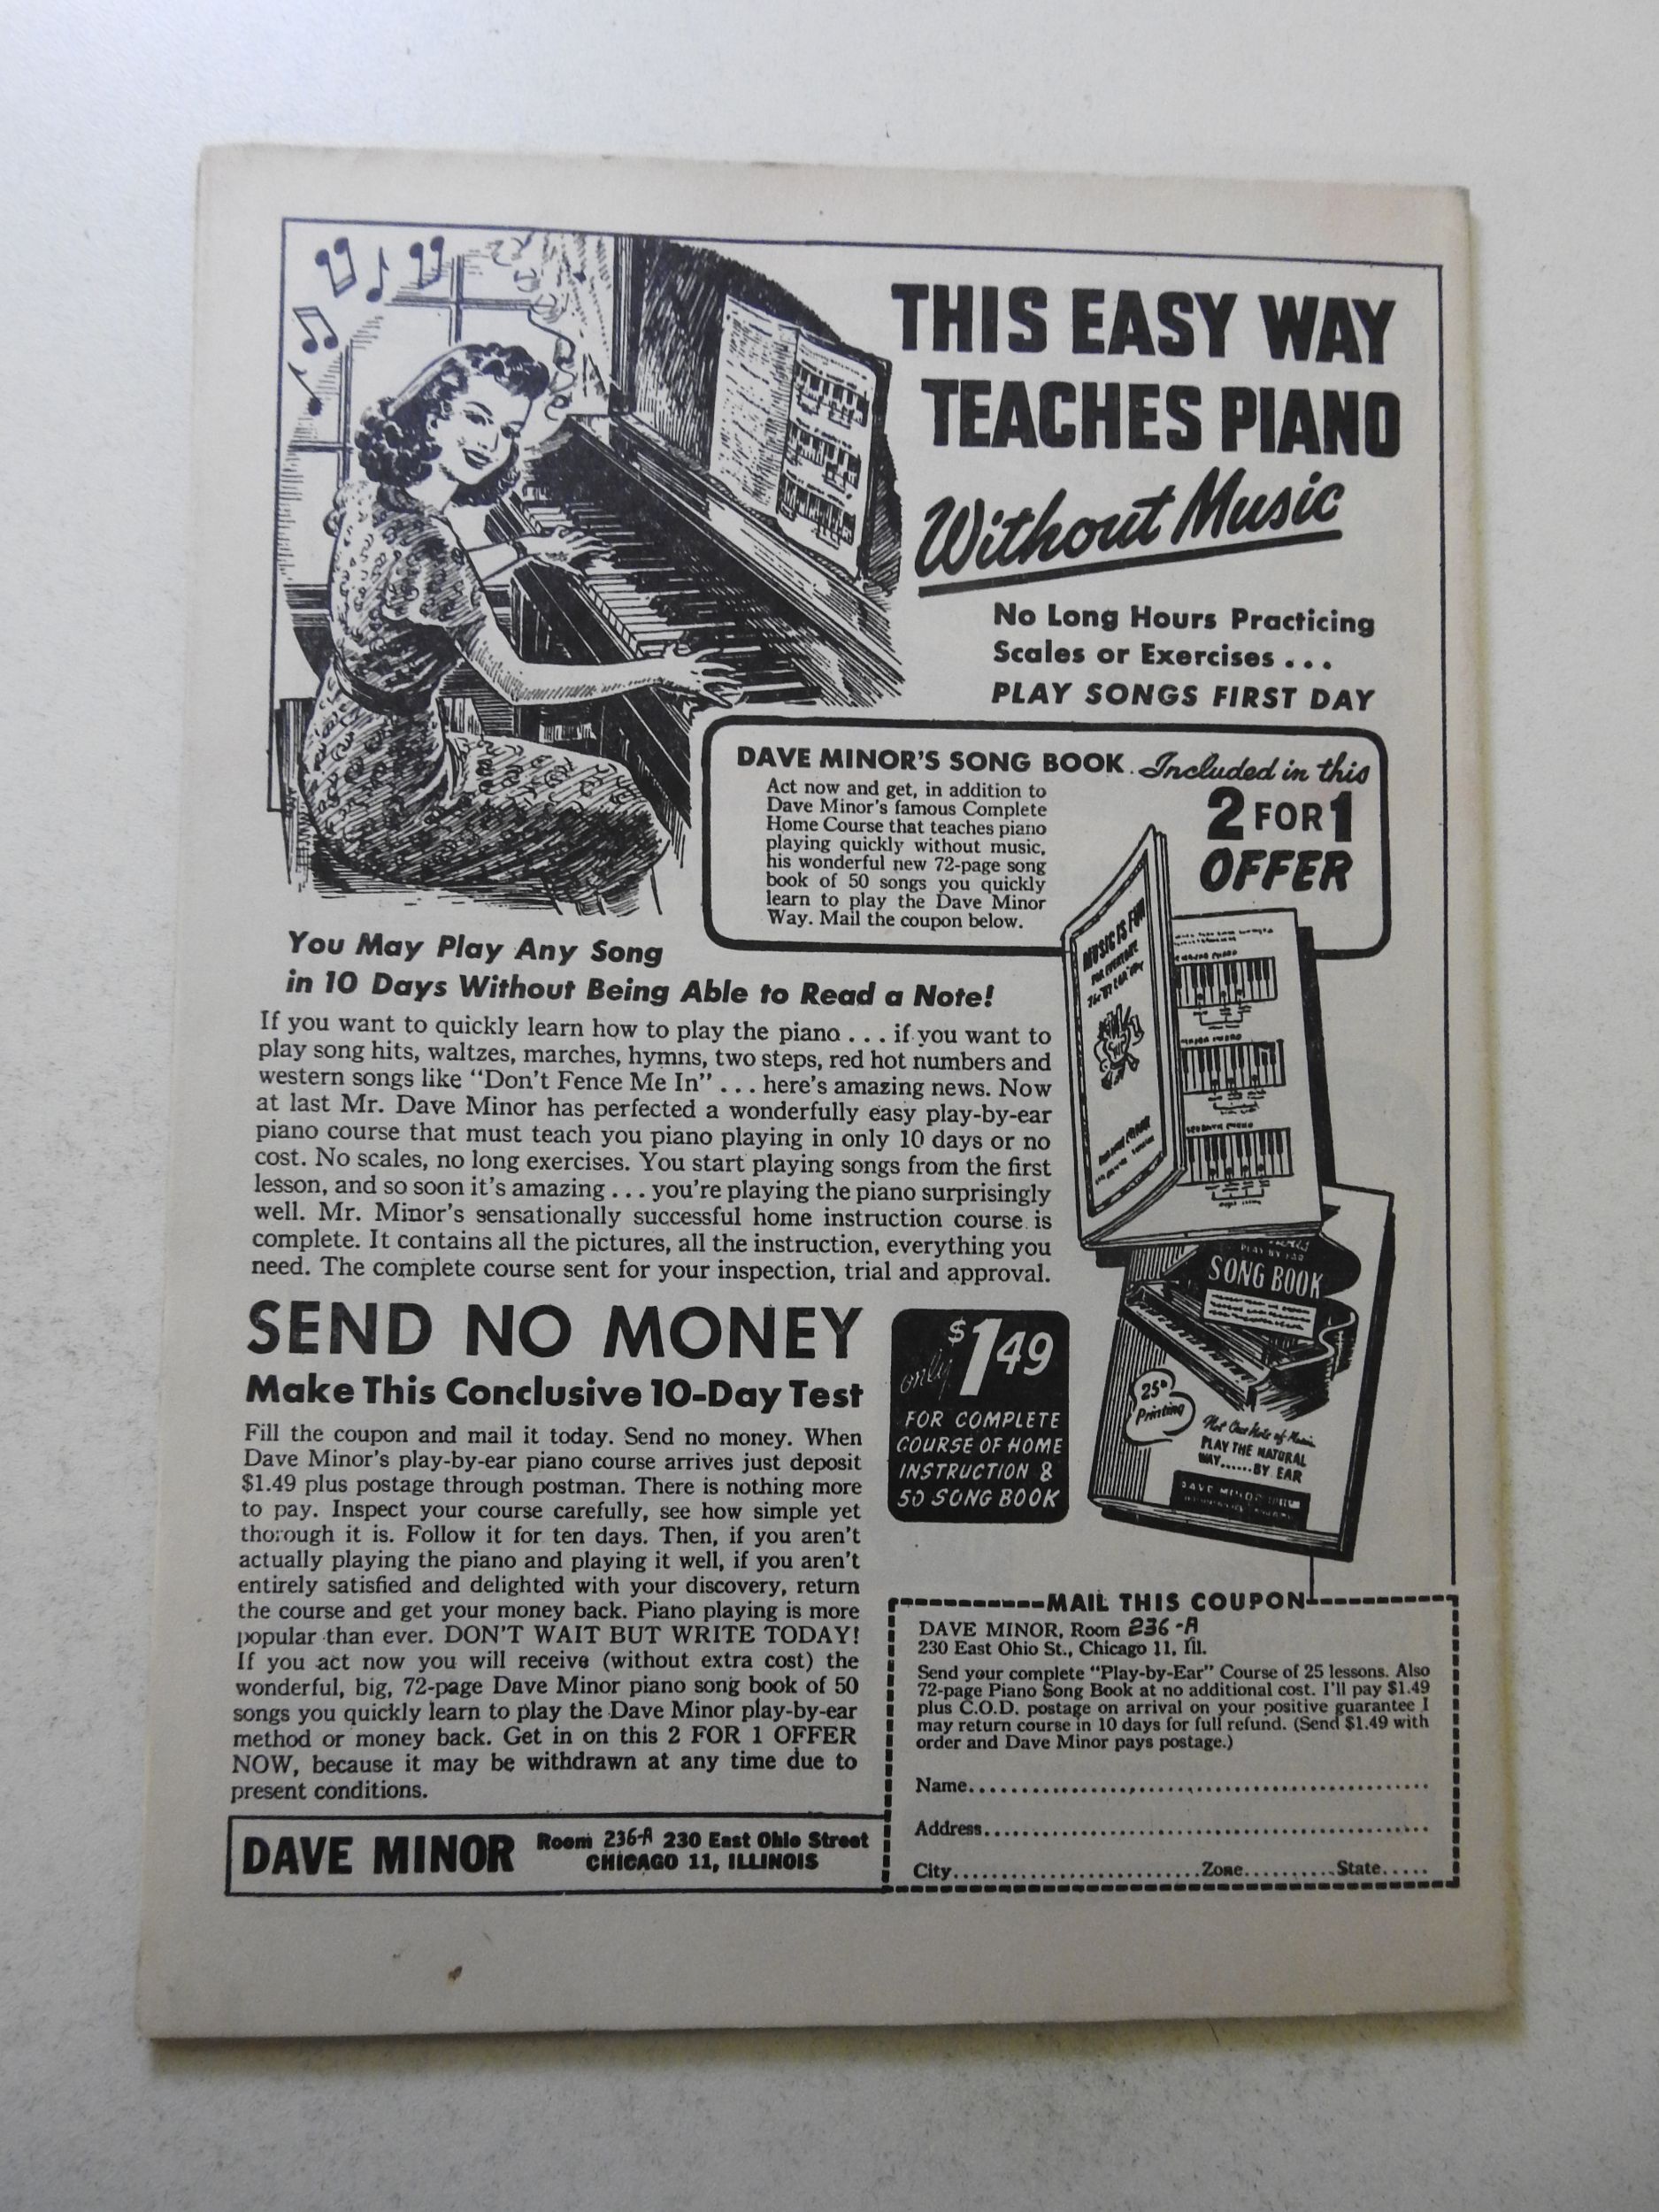 THIS EASY WAY
TEACHES PIANO
Without Music
No Long Hours Practicing
Scales or Exercises...
PLAY SONGS FIRST DAY
DAVE MINOR'S SONG BOOK. Included in this
2 FOR 1
OFFER
Act now and get, in addition to
Dave Minor's famous Complete
Home Course that teaches piano
playing quickly without music,
his wonderful new 72-page song
book of 50 songs you quickly
learn to play the Dave Minor
Way. Mail the coupon below.
MUSIC IS FUN
FOR EVERYONE
You May Play Any Song
in 10 Days Without Being Able to Read a Note!
If you want to quickly learn how to play the piano... if you want to
play song hits, waltzes, marches, hymns, two steps, red hot numbers and
western songs like "Don't Fence Me In"... here's amazing news. Now
at last Mr. Dave Minor has perfected a wonderfully easy play-by-ear
piano course that must teach you piano playing in only 10 days or no
cost. No scales, no long exercises. You start playing songs from the first
lesson, and so soon it's amazing... you're playing the piano surprisingly
well. Mr. Minor's sensationally successful home instruction course is
complete. It contains all the pictures, all the instruction, everything you
need. The complete course sent for your inspection, trial and approval.
PLAY BY EAR
SONG BOOK
25th
Printing
Not One Note of Music
PLAY THE NATURAL
WAY......BY EAR
SEND NO MONEY
Make This Conclusive 10-Day Test
Fill the coupon and mail it today. Send no money. When
Dave Minor's play-by-ear piano course arrives just deposit
$1.49 plus postage through postman. There is nothing more
to pay. Inspect your course carefully, see how simple yet
thorough it is. Follow it for ten days. Then, if you aren't
actually playing the piano and playing it well, if you aren't
entirely satisfied and delighted with your discovery, return
the course and get your money back. Piano playing is more
popular than ever. DON'T WAIT BUT WRITE TODAY!
If you act now you will receive (without extra cost) the
wonderful, big, 72-page Dave Minor piano song book of 50
songs you quickly learn to play the Dave Minor play-by-ear
method or money back. Get in on this 2 FOR 1 OFFER
NOW, because it may be withdrawn at any time due to
present conditions.
only $1.49
FOR COMPLETE
COURSE OF HOME
INSTRUCTION &
50 SONG BOOK
DAVE MINOR Room 236-A 230 East Ohio Street
CHICAGO 11, ILLINOIS
MAIL THIS COUPON
DAVE MINOR, Room 236-A
230 East Ohio St., Chicago 11, Ill.
Send your complete "Play-by-Ear" Course of 25 lessons. Also
72-page Piano Song Book at no additional cost. I'll pay $1.49
plus C.O.D. postage on arrival on your positive guarantee I
may return course in 10 days for full refund. (Send $1.49 with
order and Dave Minor pays postage.)
Name
Address
City Zone State